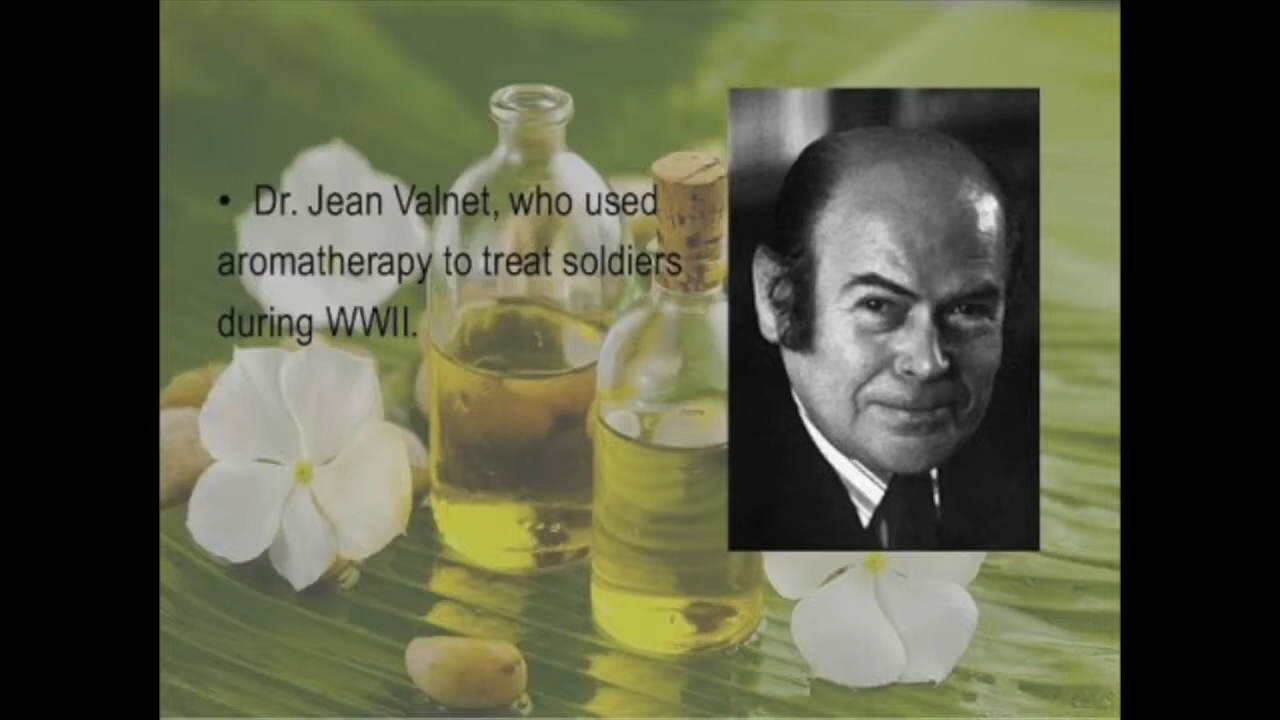 • Dr. Jean Valnet, who used
aromatherapy to treat soldiers
during WWII.